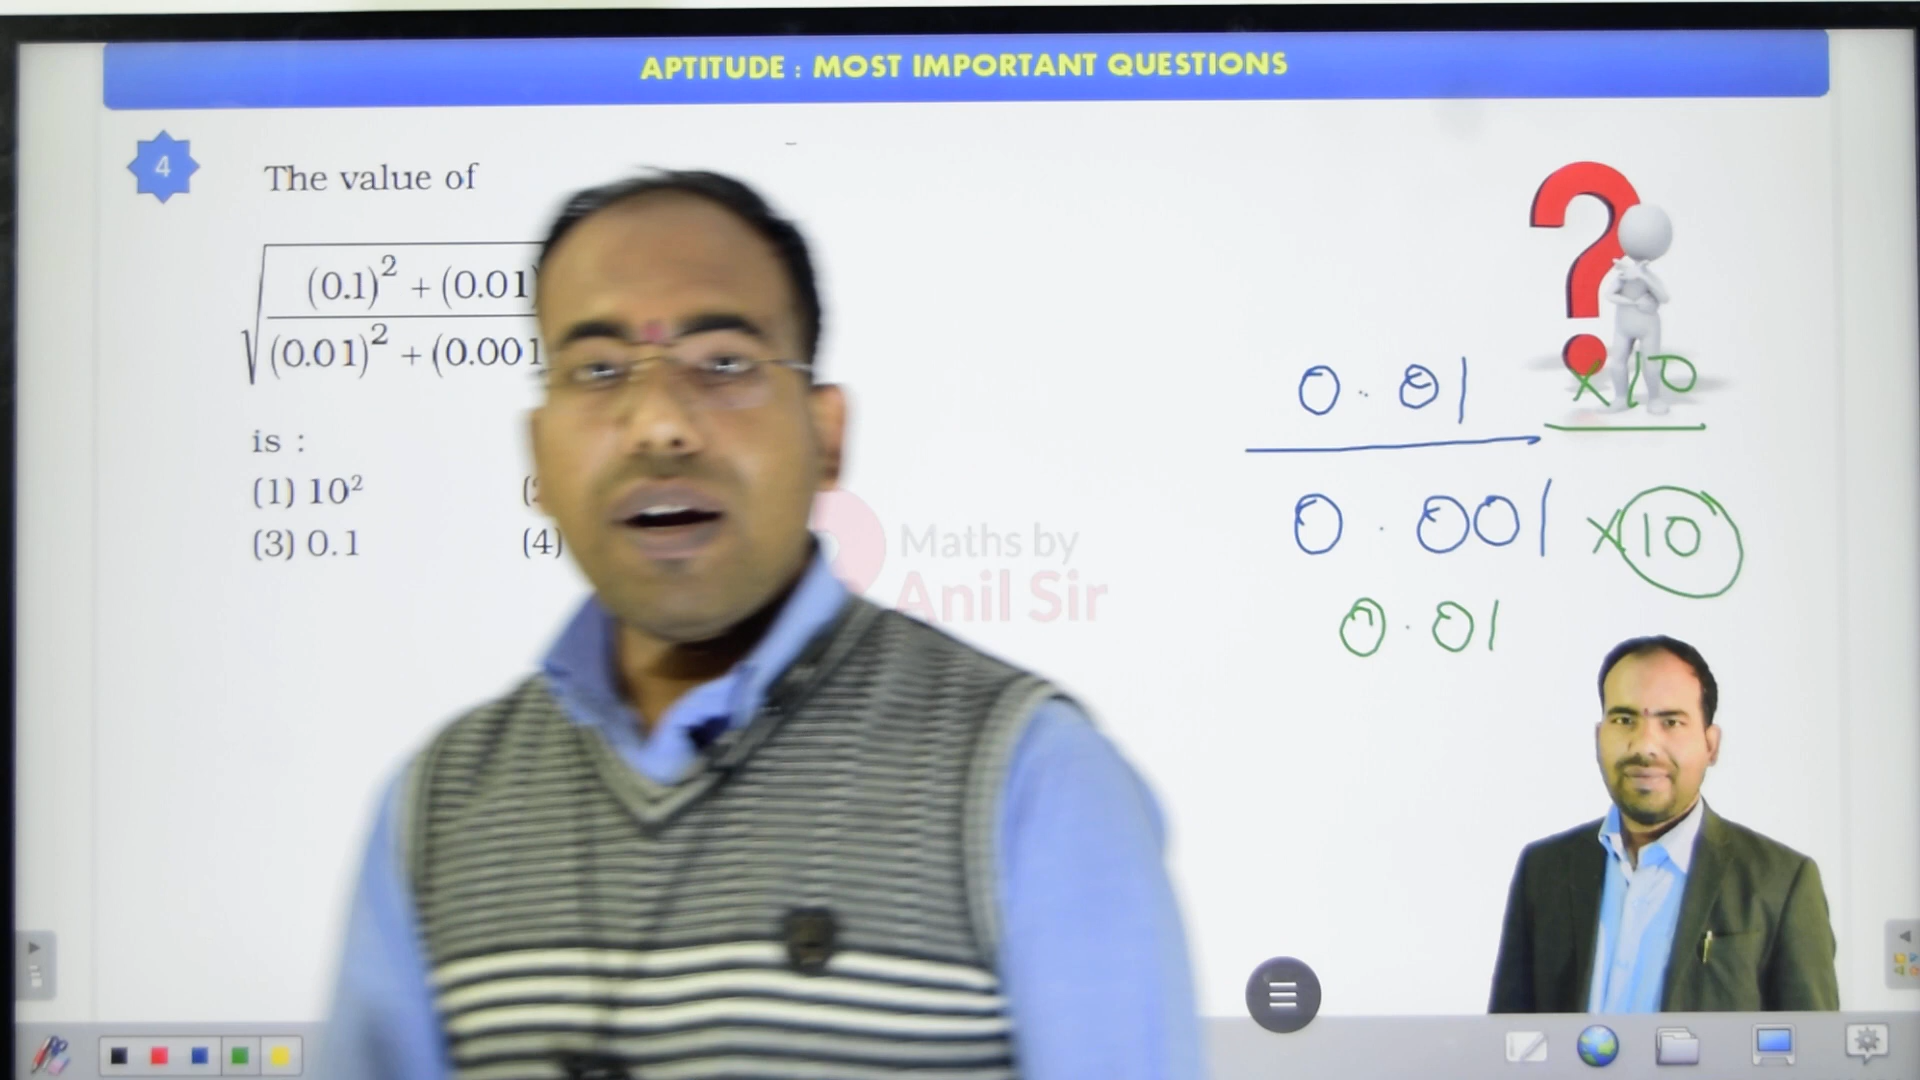 APTITUDE : MOST IMPORTANT QUESTIONS
4
The value of
(0.1)² + (0.01)
(0.01)² + (0.001
is :
(1) 10²
(3) 0.1
(4)
0.01 ×10
0.001 ×10
0.01
Maths by
Anil Sir